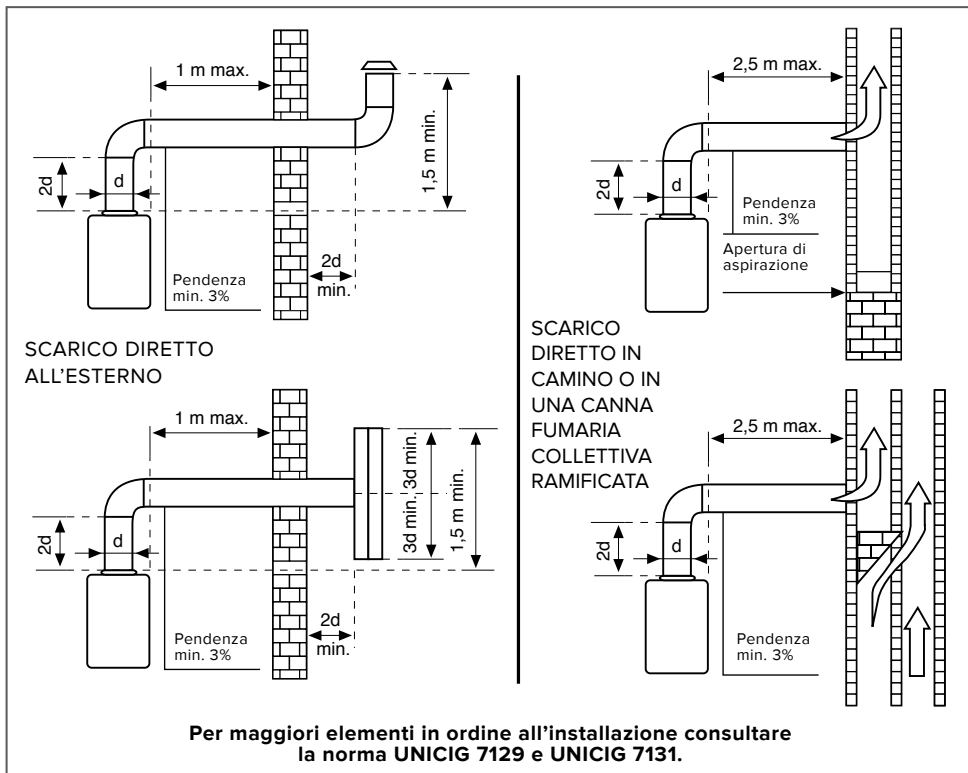 1 m max.
2d
d
1,5 m min.
2d
min.
Pendenza
min. 3%
SCARICO DIRETTO
ALL'ESTERNO
1 m max.
2d
d
3d min. 3d min.
1,5 m min.
2d
min.
Pendenza
min. 3%
2,5 m max.
2d
d
Pendenza
min. 3%
Apertura di
aspirazione
SCARICO
DIRETTO IN
CAMINO O IN
UNA CANNA
FUMARIA
COLLETTIVA
RAMIFICATA
2,5 m max.
2d
d
Pendenza
min. 3%
Per maggiori elementi in ordine all'installazione consultare
la norma UNICIG 7129 e UNICIG 7131.